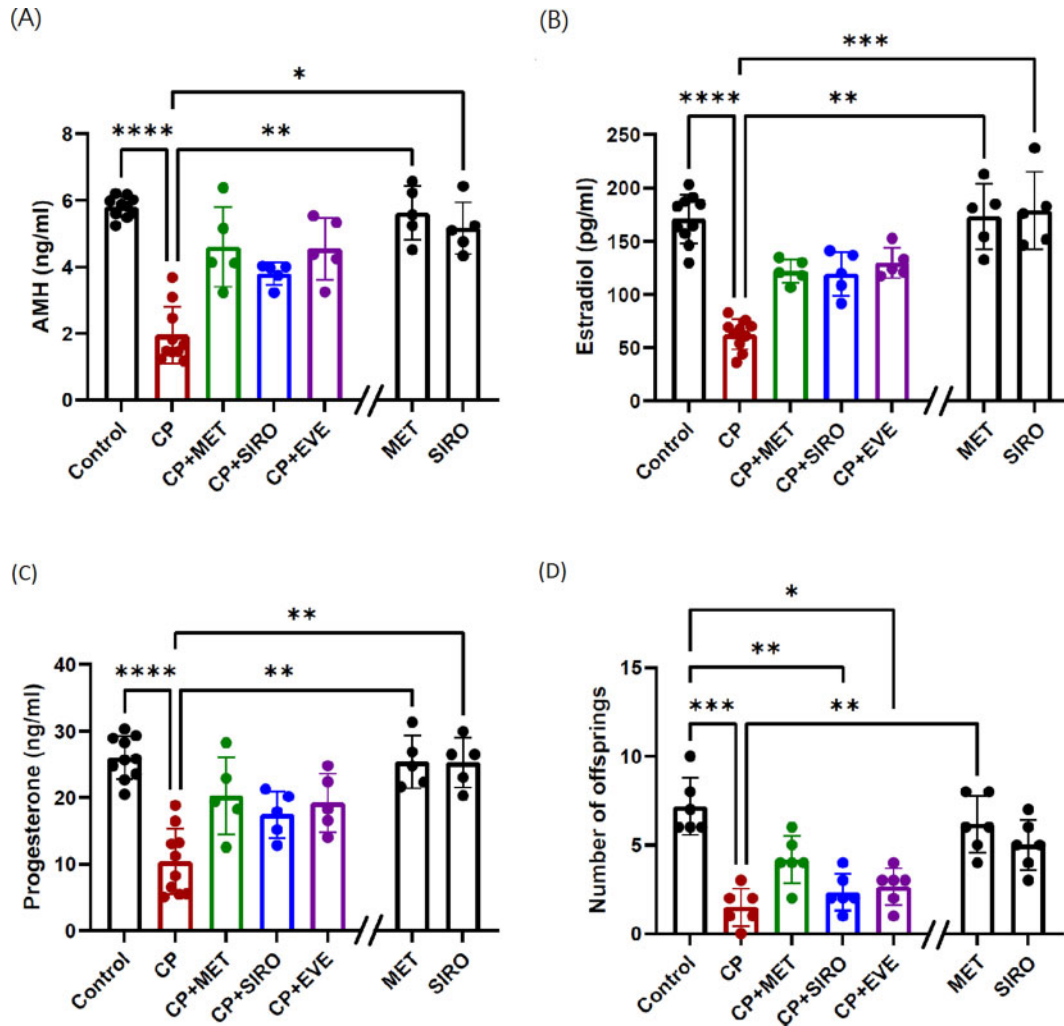 (A)
*
****
**
AMH (ng/ml)
8
6
4
2
0
Control
CP
CP+MET
CP+SIRO
CP+EVE
MET
SIRO
(B)
***
****
**
Estradiol (pg/ml)
250
200
150
100
50
0
Control
CP
CP+MET
CP+SIRO
CP+EVE
MET
SIRO
(C)
**
****
**
Progesterone (ng/ml)
40
30
20
10
0
Control
CP
CP+MET
CP+SIRO
CP+EVE
MET
SIRO
(D)
*
**
***
**
Number of offsprings
15
10
5
0
Control
CP
CP+MET
CP+SIRO
CP+EVE
MET
SIRO